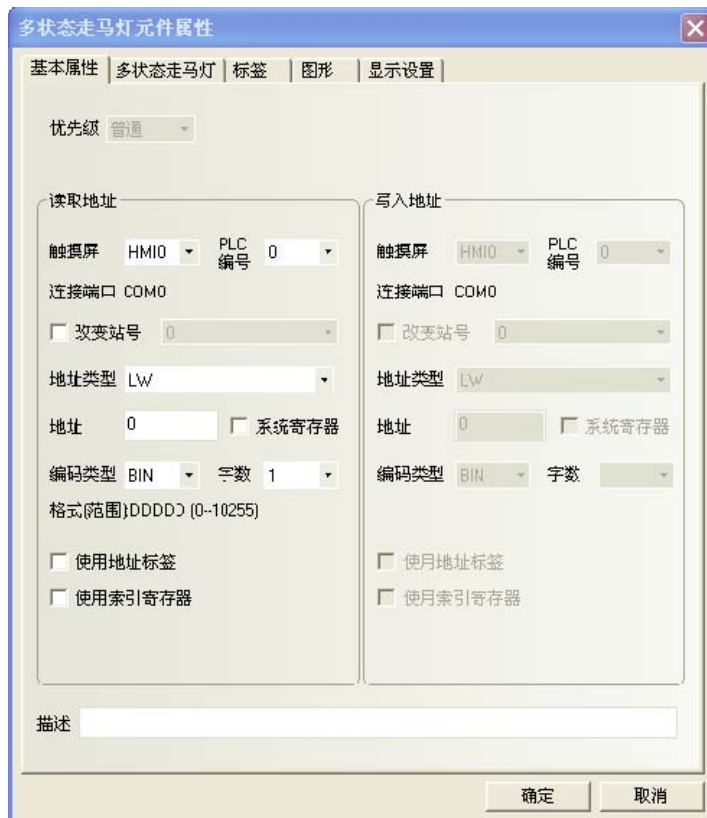 多状态走马灯元件属性
基本属性 多状态走马灯 标签 图形 显示设置
优先级 普通
读取地址
触摸屏 HMI0 PLC编号 0
连接端口 COM0
改变站号 0
地址类型 LW
地址 0 系统寄存器
编码类型 BIN 字数 1
格式(范围):DDDDD (0--10255)
使用地址标签
使用索引寄存器
写入地址
触摸屏 HMI0 PLC编号 0
连接端口 COM0
改变站号 0
地址类型 LW
地址 0 系统寄存器
编码类型 BIN 字数
使用地址标签
使用索引寄存器
描述
确定 取消